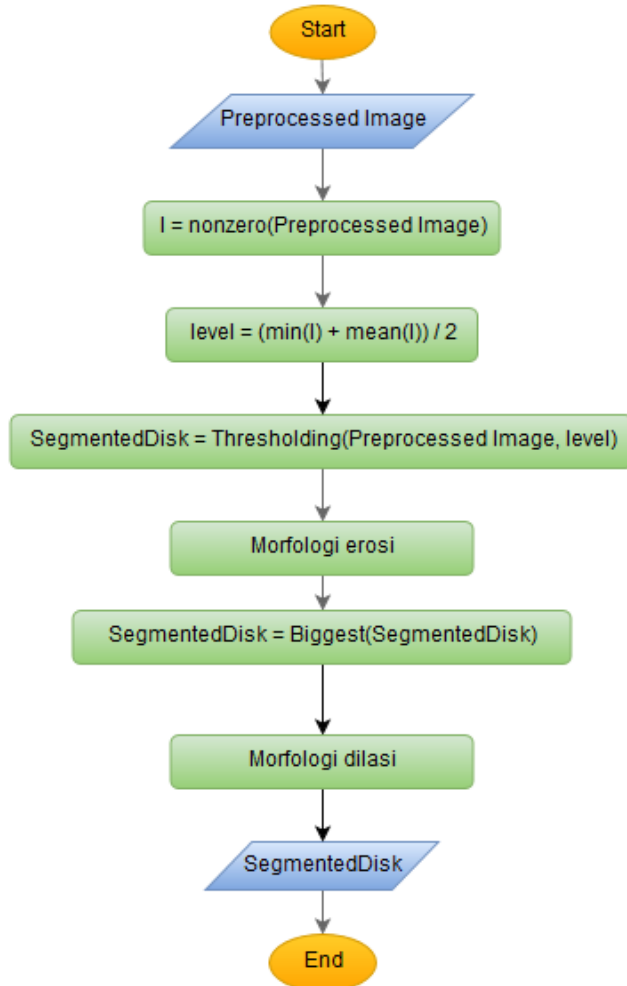 Start
Preprocessed Image
I = nonzero(Preprocessed Image)
level = (min(I) + mean(I)) / 2
SegmentedDisk = Thresholding(Preprocessed Image, level)
Morfologi erosi
SegmentedDisk = Biggest(SegmentedDisk)
Morfologi dilasi
SegmentedDisk
End